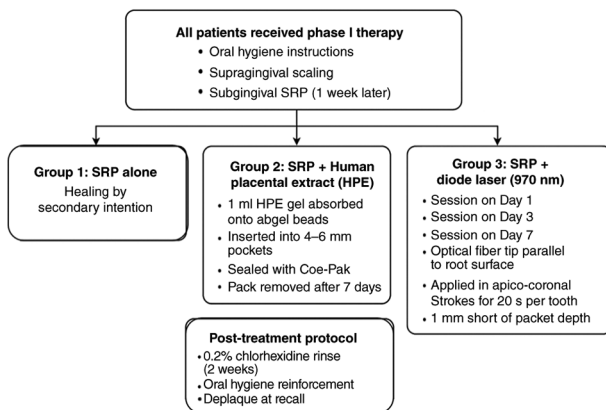 All patients received phase I therapy
• Oral hygiene instructions
• Supragingival scaling
• Subgingival SRP (1 week later)
Group 1: SRP alone
Healing by
secondary intention
Group 2: SRP + Human
placental extract (HPE)
• 1 ml HPE gel absorbed
onto abgel beads
• Inserted into 4–6 mm
pockets
• Sealed with Coe-Pak
• Pack removed after 7 days
Group 3: SRP +
diode laser (970 nm)
• Session on Day 1
• Session on Day 3
• Session on Day 7
• Optical fiber tip parallel
to root surface
• Applied in apico-coronal
Strokes for 20 s per tooth
• 1 mm short of packet depth
Post-treatment protocol
• 0.2% chlorhexidine rinse
(2 weeks)
• Oral hygiene reinforcement
• Deplaque at recall